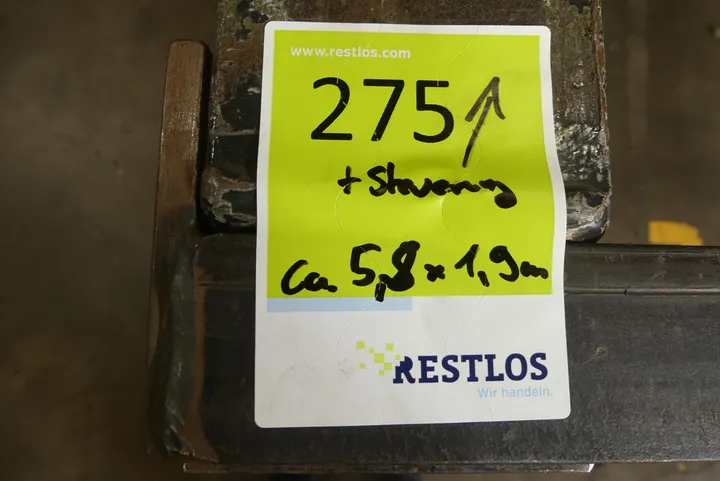 www.restlos.com
275
+ Steuerung
ca. 5,8 x 1,9 m
RESTLOS
Wir handeln.